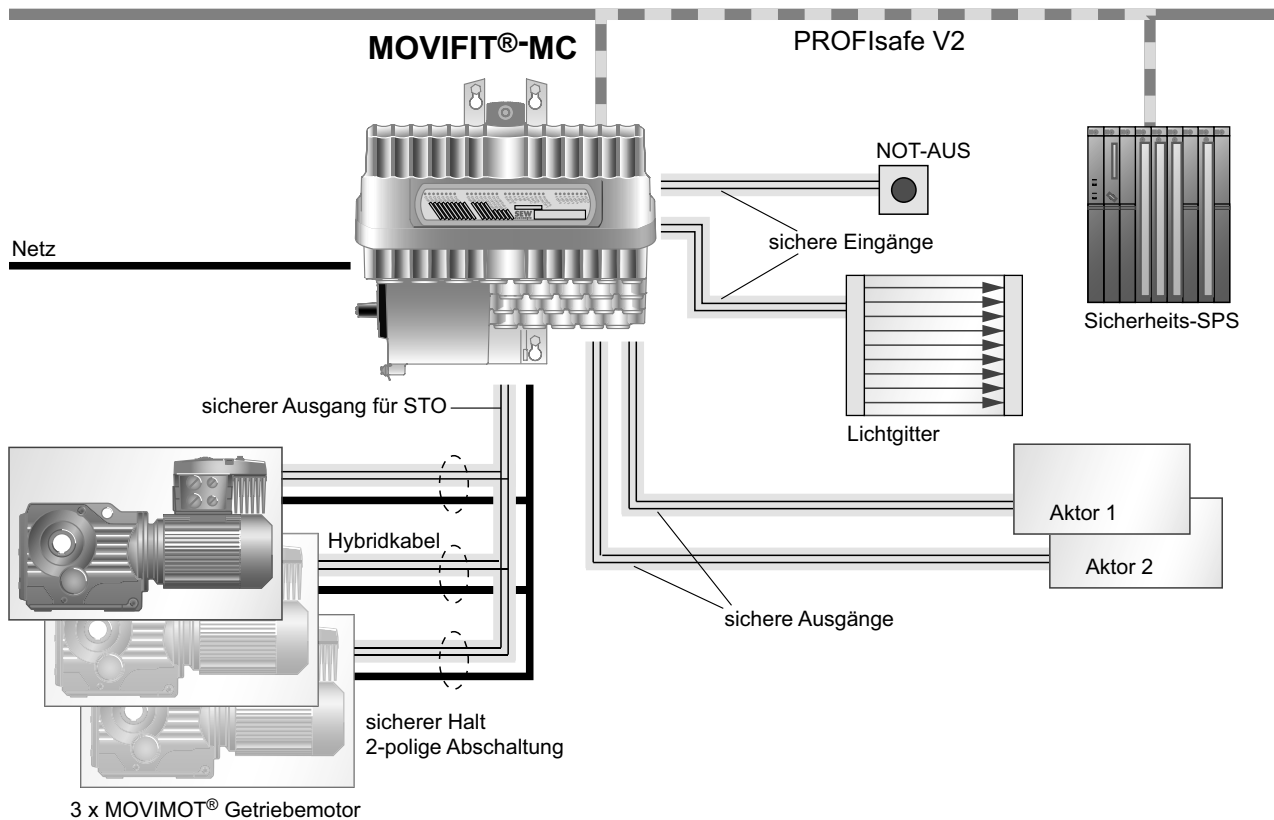 MOVIFIT®-MC
PROFIsafe V2
NOT-AUS
SEW
Netz
sichere Eingänge
Sicherheits-SPS
sicherer Ausgang für STO
Lichtgitter
Aktor 1
Hybridkabel
Aktor 2
sichere Ausgänge
sicherer Halt
2-polige Abschaltung
3 x MOVIMOT® Getriebemotor